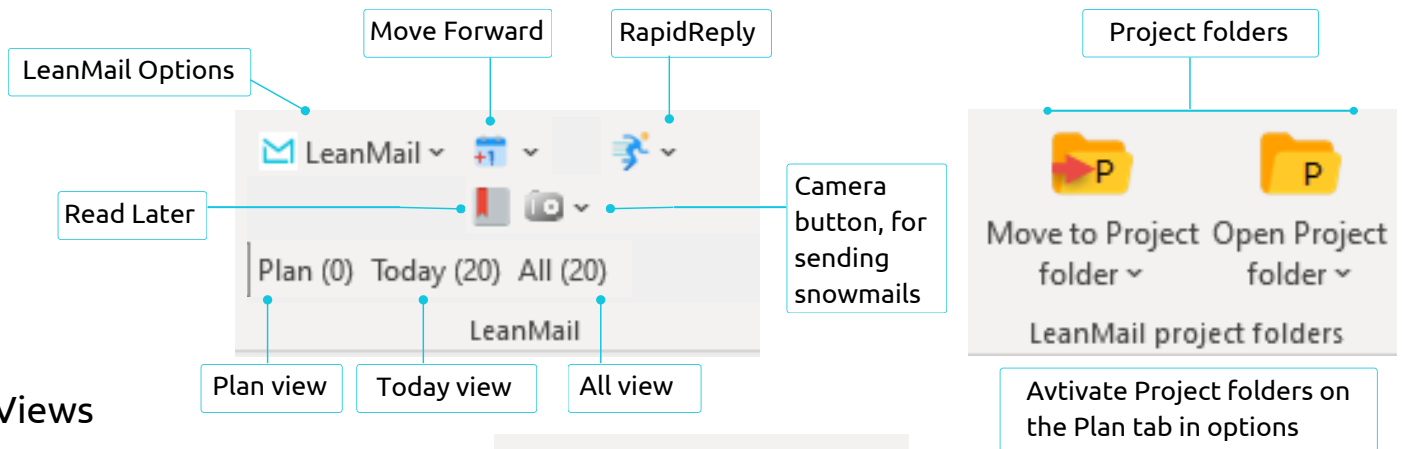 Move Forward
RapidReply
Project folders
LeanMail Options
LeanMail
+1
P
P
Read Later
Camera
button, for
sending
snowmails
Move to Project
folder
Open Project
folder
Plan (0) Today (20) All (20)
LeanMail
LeanMail project folders
Plan view
Today view
All view
Avtivate Project folders on
the Plan tab in options
Views